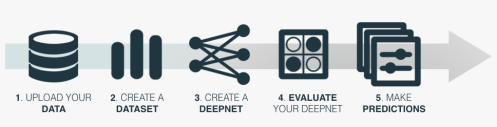 1. UPLOAD YOUR
DATA
2. CREATE A
DATASET
3. CREATE A
DEEPNET
4. EVALUATE
YOUR DEEPNET
5. MAKE
PREDICTIONS